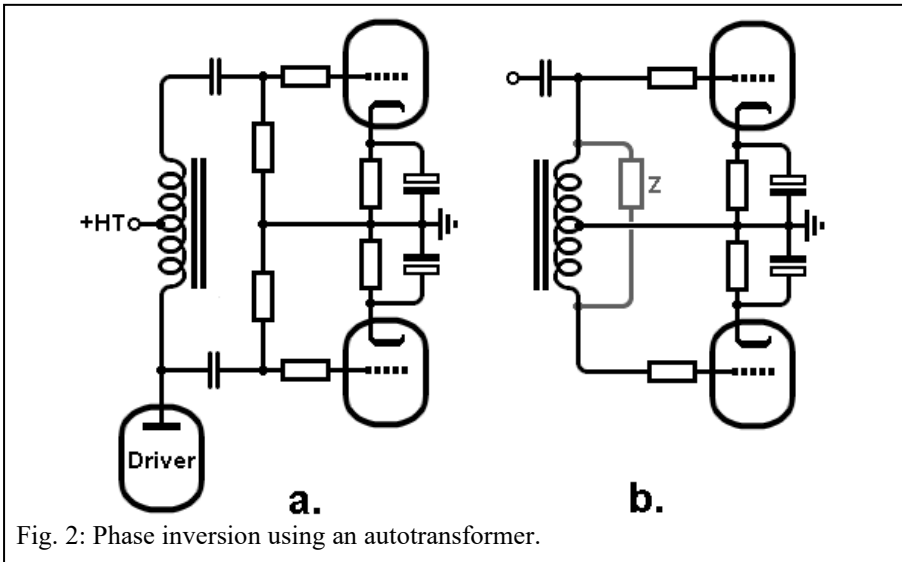 +HT
Z
Driver
a.
b.
Fig. 2: Phase inversion using an autotransformer.